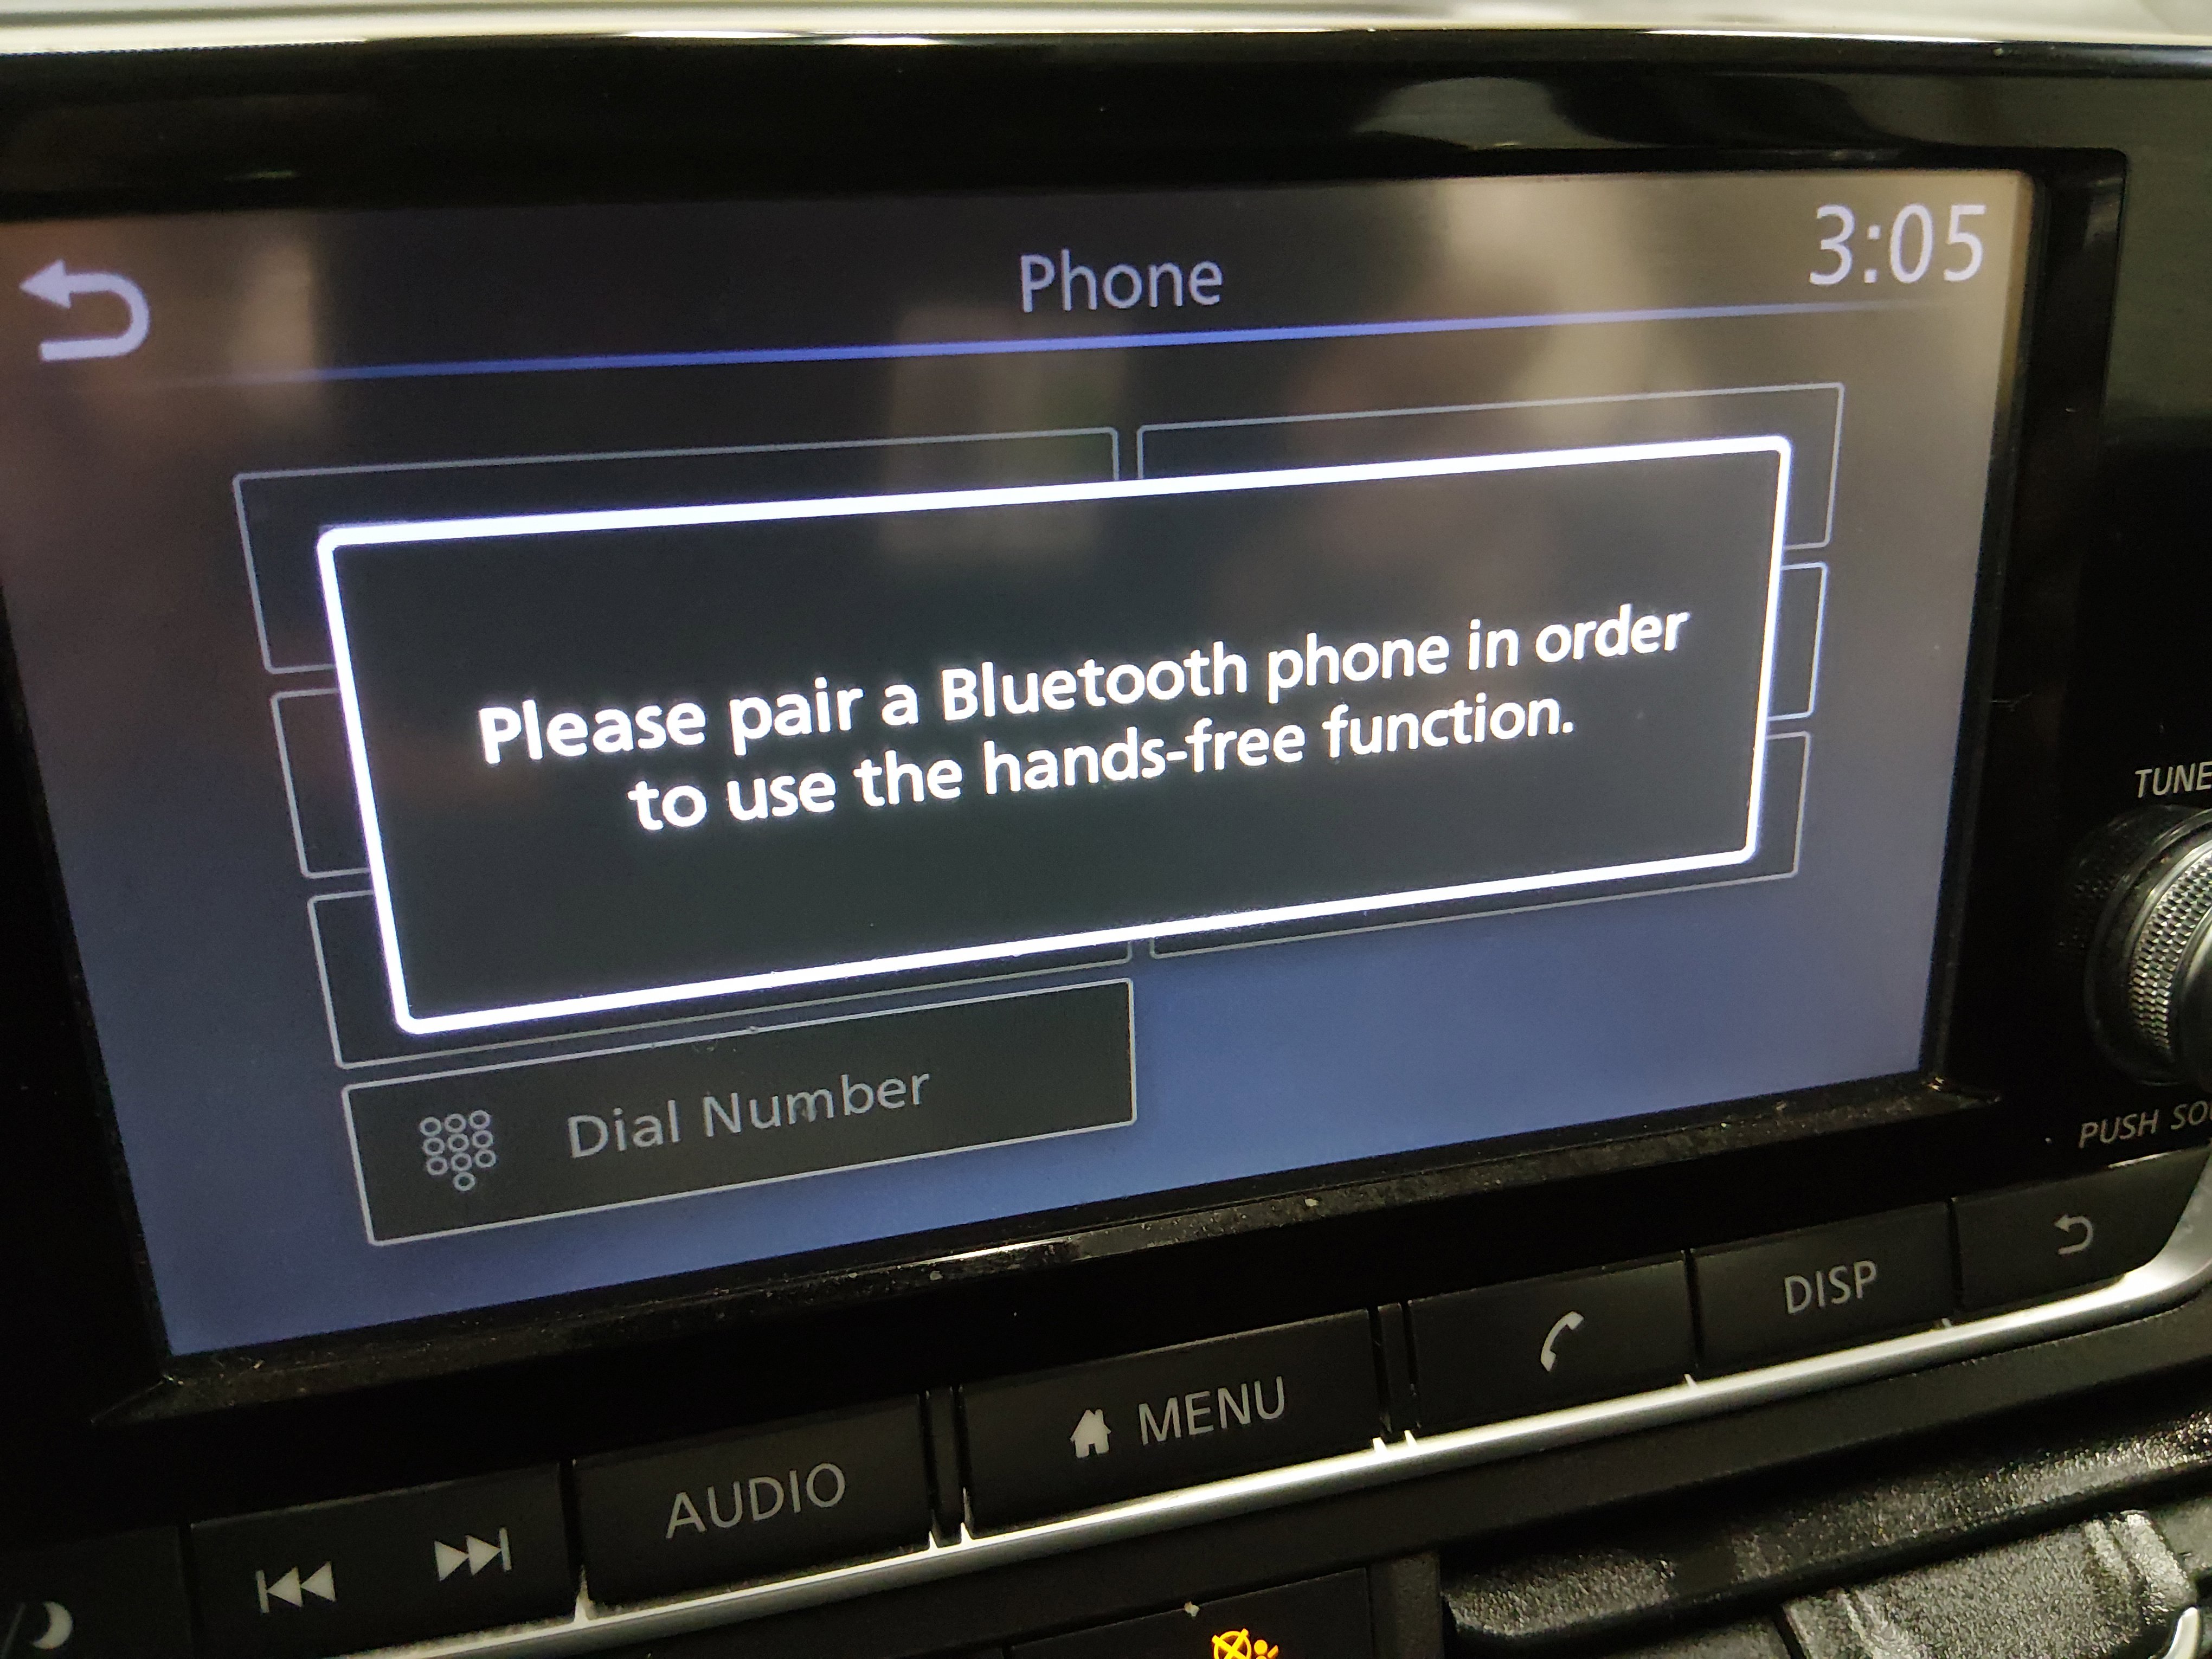 Phone
3:05
Please pair a Bluetooth phone in order
to use the hands-free function.
Dial Number
TUNE
PUSH SO
AUDIO
MENU
DISP